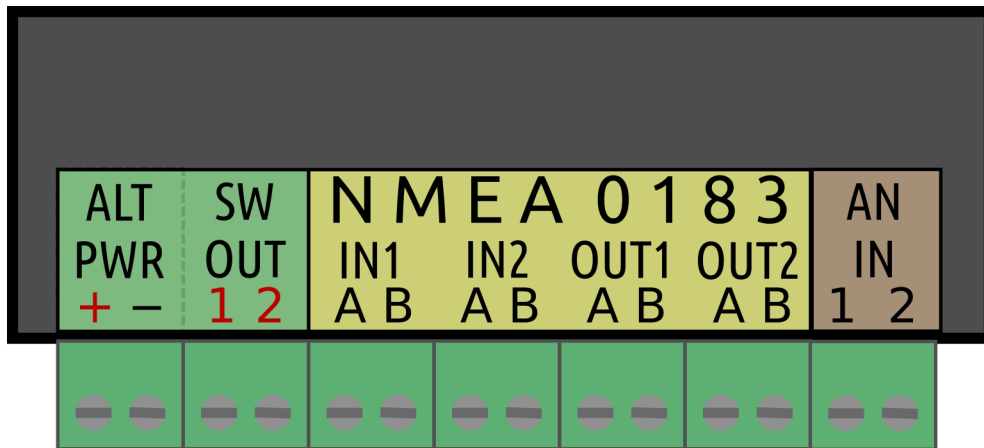 ALT SW NMEA 0183 AN
PWR OUT IN1 IN2 OUT1 OUT2 IN
+ − 1 2 A B A B A B A B 1 2